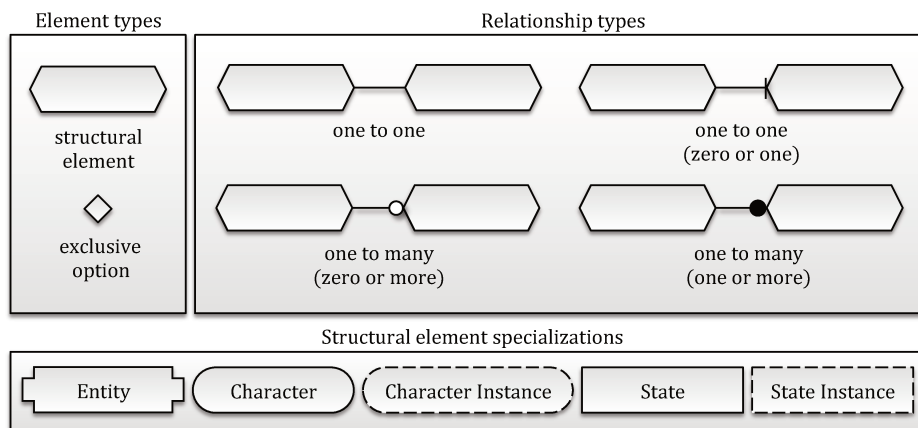 Element types
Relationship types
structural
element
exclusive
option
one to one
one to one
(zero or one)
one to many
(zero or more)
one to many
(one or more)
Structural element specializations
Entity
Character
Character Instance
State
State Instance